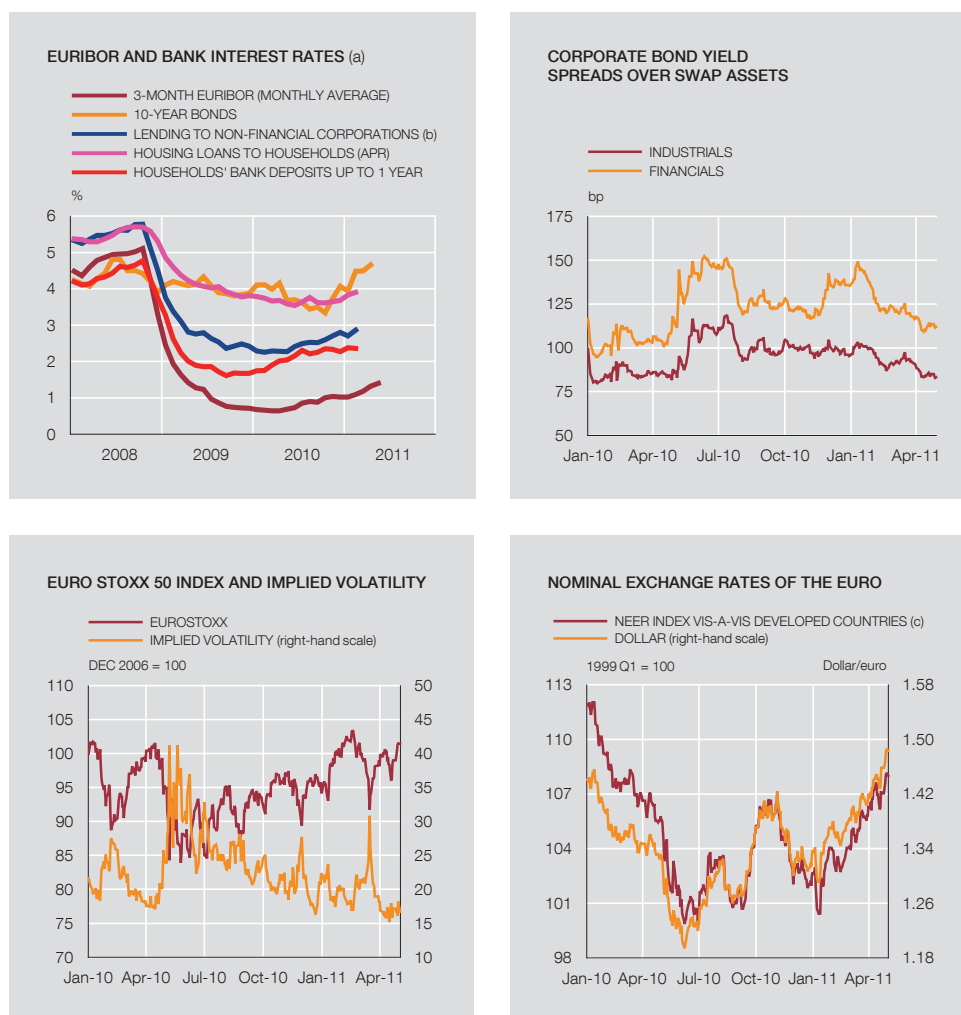 EURIBOR AND BANK INTEREST RATES (a)
3-MONTH EURIBOR (MONTHLY AVERAGE)
10-YEAR BONDS
LENDING TO NON-FINANCIAL CORPORATIONS (b)
HOUSING LOANS TO HOUSEHOLDS (APR)
HOUSEHOLDS' BANK DEPOSITS UP TO 1 YEAR
%
6
5
4
3
2
1
0
2008 2009 2010 2011
CORPORATE BOND YIELD
SPREADS OVER SWAP ASSETS
INDUSTRIALS
FINANCIALS
bp
175
150
125
100
75
50
Jan-10 Apr-10 Jul-10 Oct-10 Jan-11 Apr-11
EURO STOXX 50 INDEX AND IMPLIED VOLATILITY
EUROSTOXX
IMPLIED VOLATILITY (right-hand scale)
DEC 2006 = 100
110 50
105 45
100 40
95 35
90 30
85 25
80 20
75 15
70 10
Jan-10 Apr-10 Jul-10 Oct-10 Jan-11 Apr-11
NOMINAL EXCHANGE RATES OF THE EURO
NEER INDEX VIS-A-VIS DEVELOPED COUNTRIES (c)
DOLLAR (right-hand scale)
1999 Q1 = 100 Dollar/euro
113 1.58
110 1.50
107 1.42
104 1.34
101 1.26
98 1.18
Jan-10 Apr-10 Jul-10 Oct-10 Jan-11 Apr-11